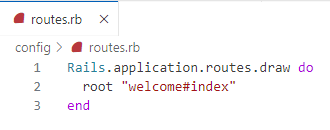 routes.rb ×
config > routes.rb
1 Rails.application.routes.draw do
2   root "welcome#index"
3 end